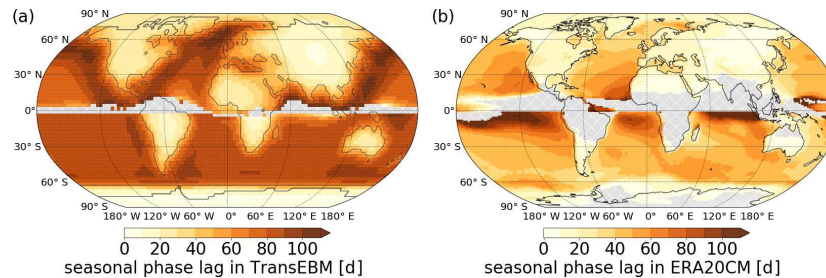 (a)
90° N
60° N
30° N
0°
30° S
60° S
90° S
180° W 120° W 60° W 0° 60° E 120° E 180° E
0 20 40 60 80 100
seasonal phase lag in TransEBM [d]
(b)
90° N
60° N
30° N
0°
30° S
60° S
90° S
180° W 120° W 60° W 0° 60° E 120° E 180° E
0 20 40 60 80 100
seasonal phase lag in ERA20CM [d]